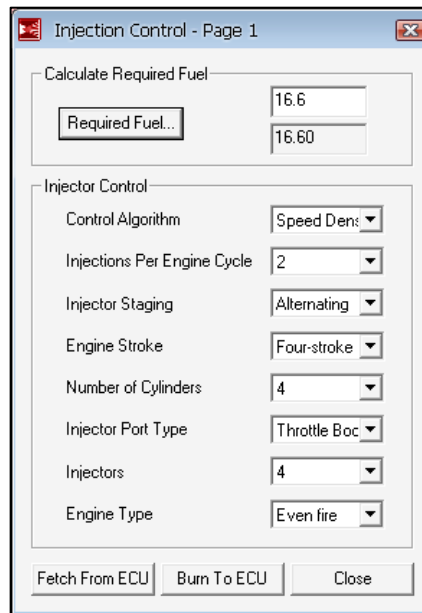 Injection Control - Page 1
Calculate Required Fuel
Required Fuel...
16.6
16.60
Injector Control
Control Algorithm Speed Dens
Injections Per Engine Cycle 2
Injector Staging Alternating
Engine Stroke Four-stroke
Number of Cylinders 4
Injector Port Type Throttle Boc
Injectors 4
Engine Type Even fire
Fetch From ECU Burn To ECU Close